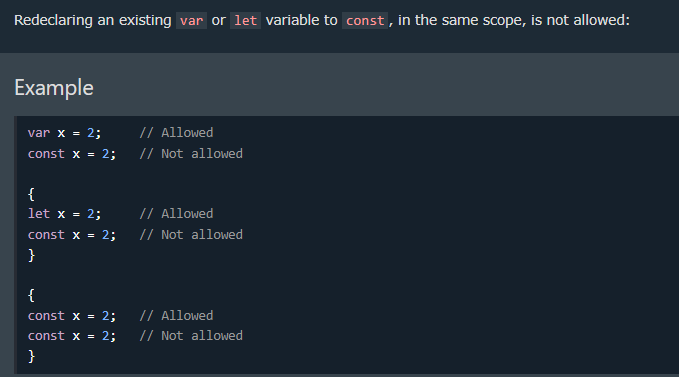 Redeclaring an existing var or let variable to const, in the same scope, is not allowed:
Example
var x = 2;     // Allowed
const x = 2;   // Not allowed
{
let x = 2;     // Allowed
const x = 2;   // Not allowed
}
{
const x = 2;   // Allowed
const x = 2;   // Not allowed
}